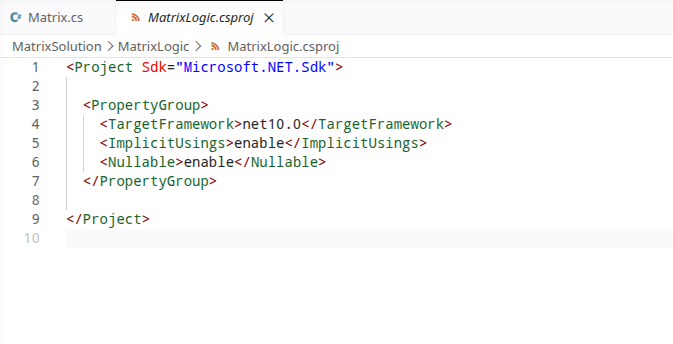 Matrix.cs MatrixLogic.csproj
MatrixSolution > MatrixLogic > MatrixLogic.csproj
1 <Project Sdk="Microsoft.NET.Sdk">
2
3 <PropertyGroup>
4 <TargetFramework>net10.0</TargetFramework>
5 <ImplicitUsings>enable</ImplicitUsings>
6 <Nullable>enable</Nullable>
7 </PropertyGroup>
8
9 </Project>
10